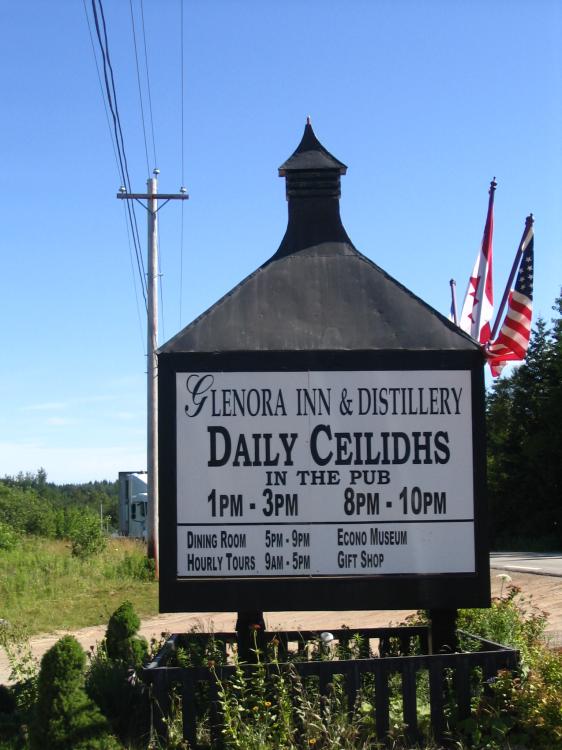 GLENORA INN & DISTILLERY
DAILY CEILIDHS
IN THE PUB
1PM - 3PM 8PM - 10PM
DINING ROOM 5PM - 9PM ECONO MUSEUM
HOURLY TOURS 9AM - 5PM GIFT SHOP